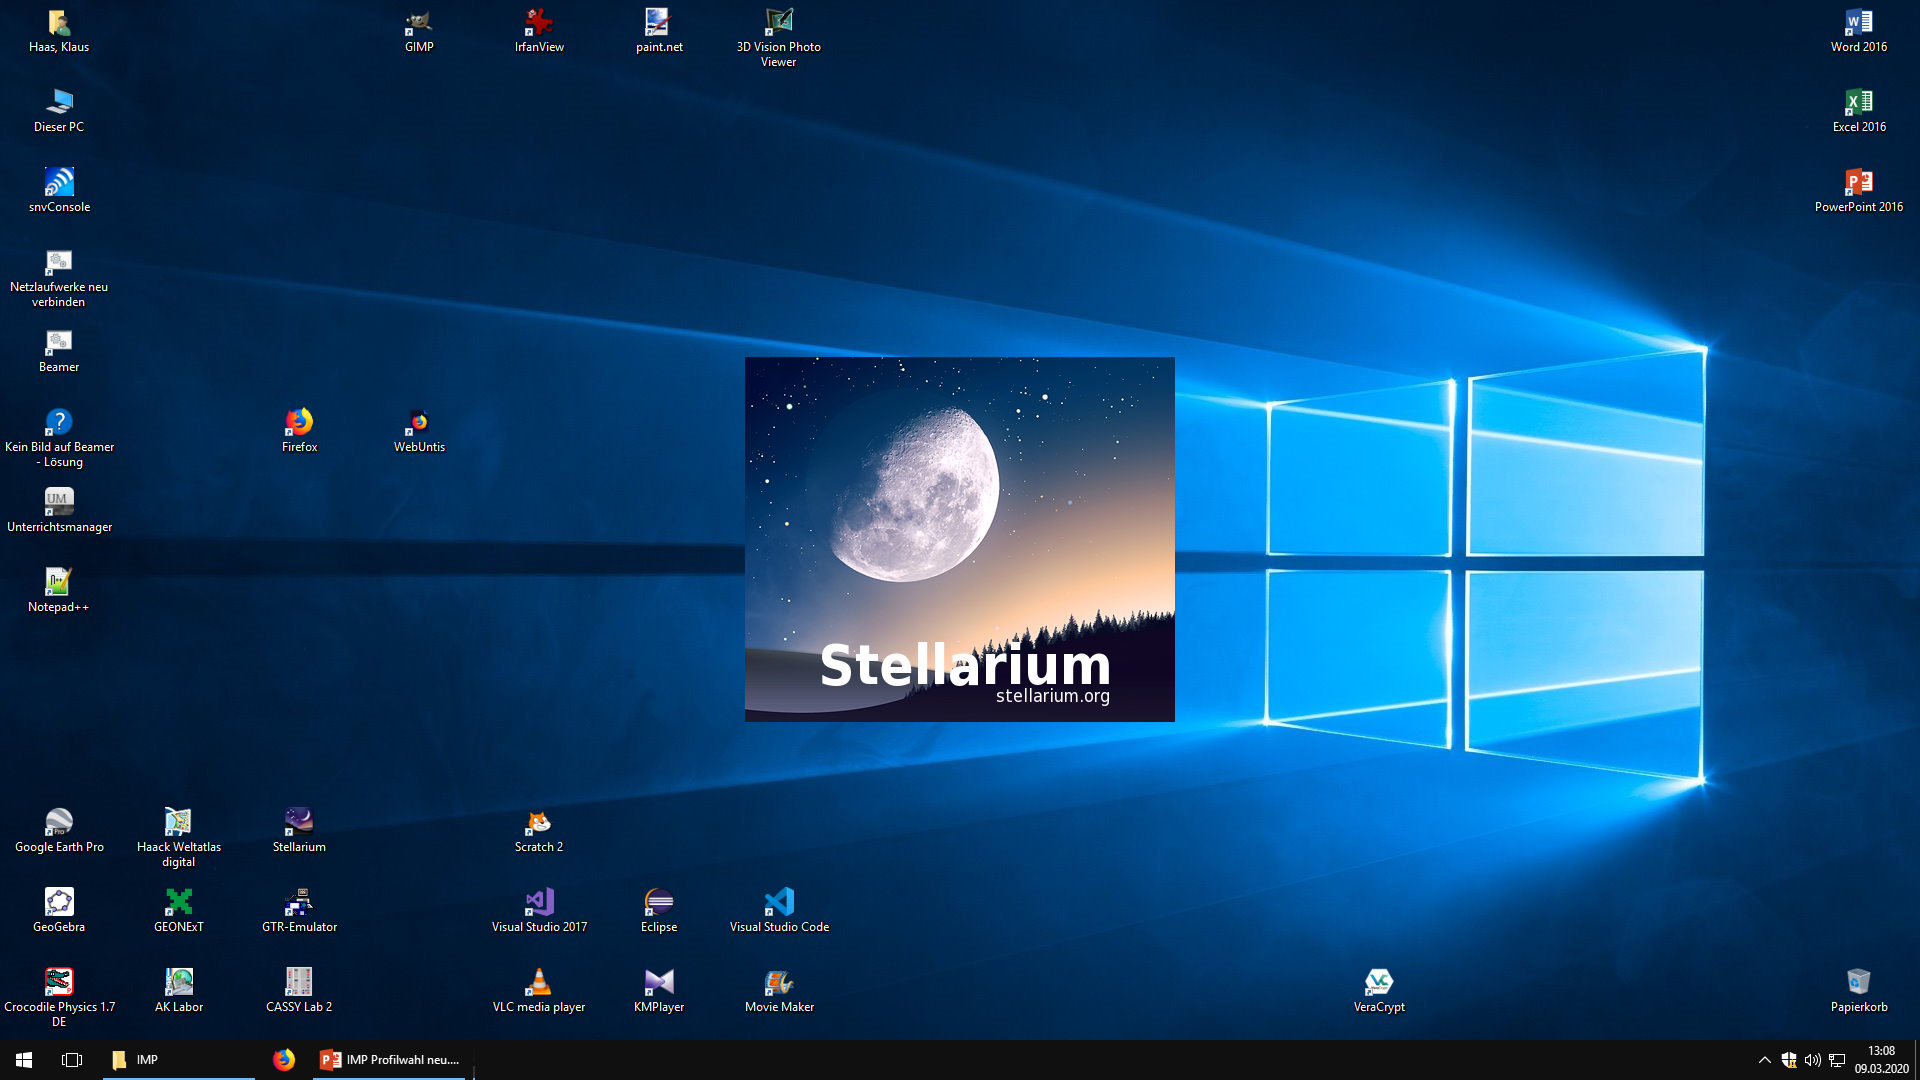 Haas, Klaus
GIMP
IrfanView
paint.net
3D Vision Photo
Viewer
Word 2016
Dieser PC
Excel 2016
snvConsole
PowerPoint 2016
Netzlaufwerke neu
verbinden
Beamer
Kein Bild auf Beamer
- Lösung
Firefox
WebUntis
UM
Unterrichtsmanager
Notepad++
Stellarium
stellarium.org
Pro
Google Earth Pro
Haack Weltatlas
digital
Stellarium
Scratch 2
GeoGebra
GEONExT
GTR-Emulator
Visual Studio 2017
Eclipse
Visual Studio Code
Crocodile Physics 1.7
DE
AK Labor
CASSY Lab 2
VLC media player
KMPlayer
Movie Maker
VeraCrypt
Papierkorb
IMP
IMP Profilwahl neu....
13:08
09.03.2020